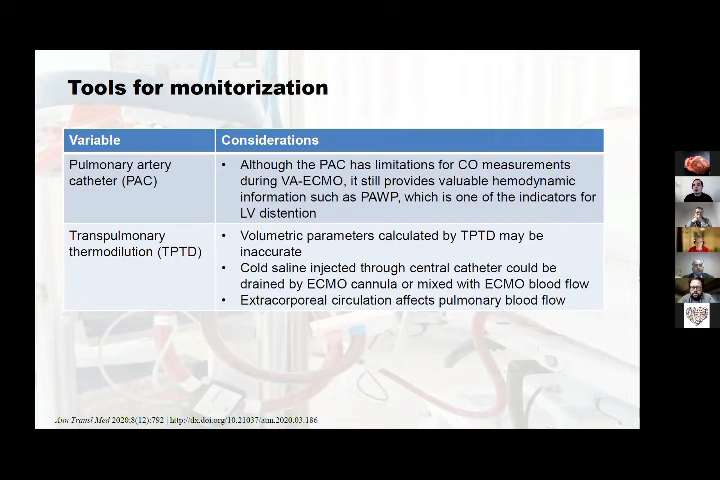 Tools for monitorization
Variable
Considerations
Pulmonary artery
catheter (PAC)
• Although the PAC has limitations for CO measurements
during VA-ECMO, it still provides valuable hemodynamic
information such as PAWP, which is one of the indicators for
LV distention
Transpulmonary
thermodilution (TPTD)
• Volumetric parameters calculated by TPTD may be
inaccurate
• Cold saline injected through central catheter could be
drained by ECMO cannula or mixed with ECMO blood flow
• Extracorporeal circulation affects pulmonary blood flow
Ann Transl Med 2020;8(12):792 | http://dx.doi.org/10.21037/atm.2020.03.186